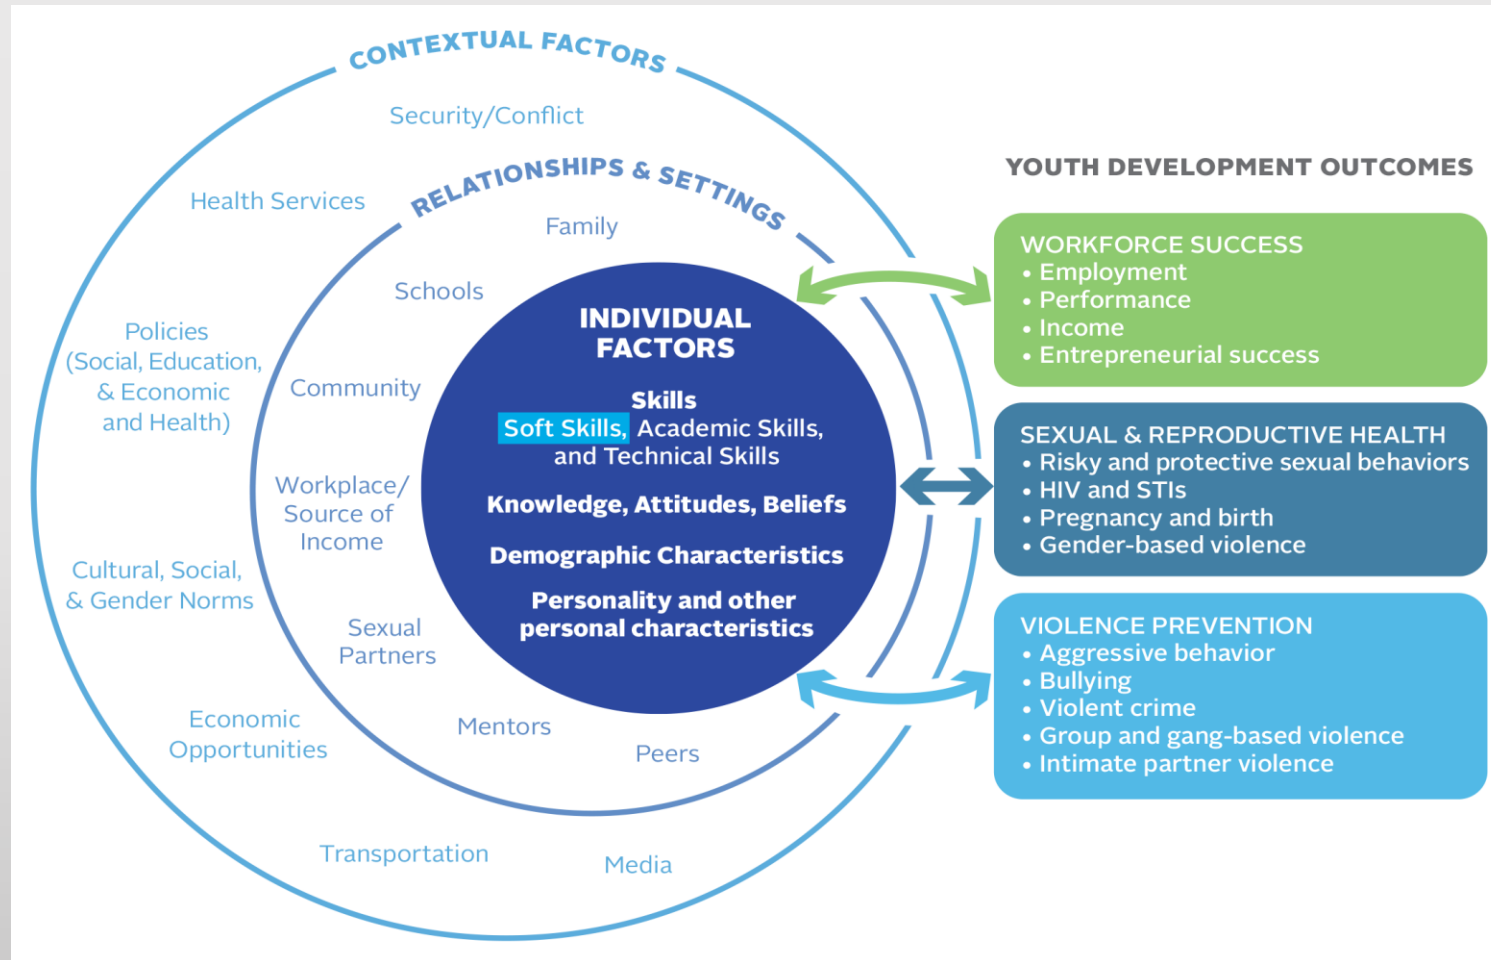 CONTEXTUAL FACTORS
Security/Conflict
Health Services
Policies
(Social, Education,
& Economic
and Health)
Cultural, Social,
& Gender Norms
Economic
Opportunities
Transportation
Media
RELATIONSHIPS & SETTINGS
Family
Schools
Community
Workplace/
Source of
Income
Sexual
Partners
Mentors
Peers
INDIVIDUAL
FACTORS
Skills
Soft Skills, Academic Skills,
and Technical Skills
Knowledge, Attitudes, Beliefs
Demographic Characteristics
Personality and other
personal characteristics
YOUTH DEVELOPMENT OUTCOMES
WORKFORCE SUCCESS
• Employment
• Performance
• Income
• Entrepreneurial success
SEXUAL & REPRODUCTIVE HEALTH
• Risky and protective sexual behaviors
• HIV and STIs
• Pregnancy and birth
• Gender-based violence
VIOLENCE PREVENTION
• Aggressive behavior
• Bullying
• Violent crime
• Group and gang-based violence
• Intimate partner violence